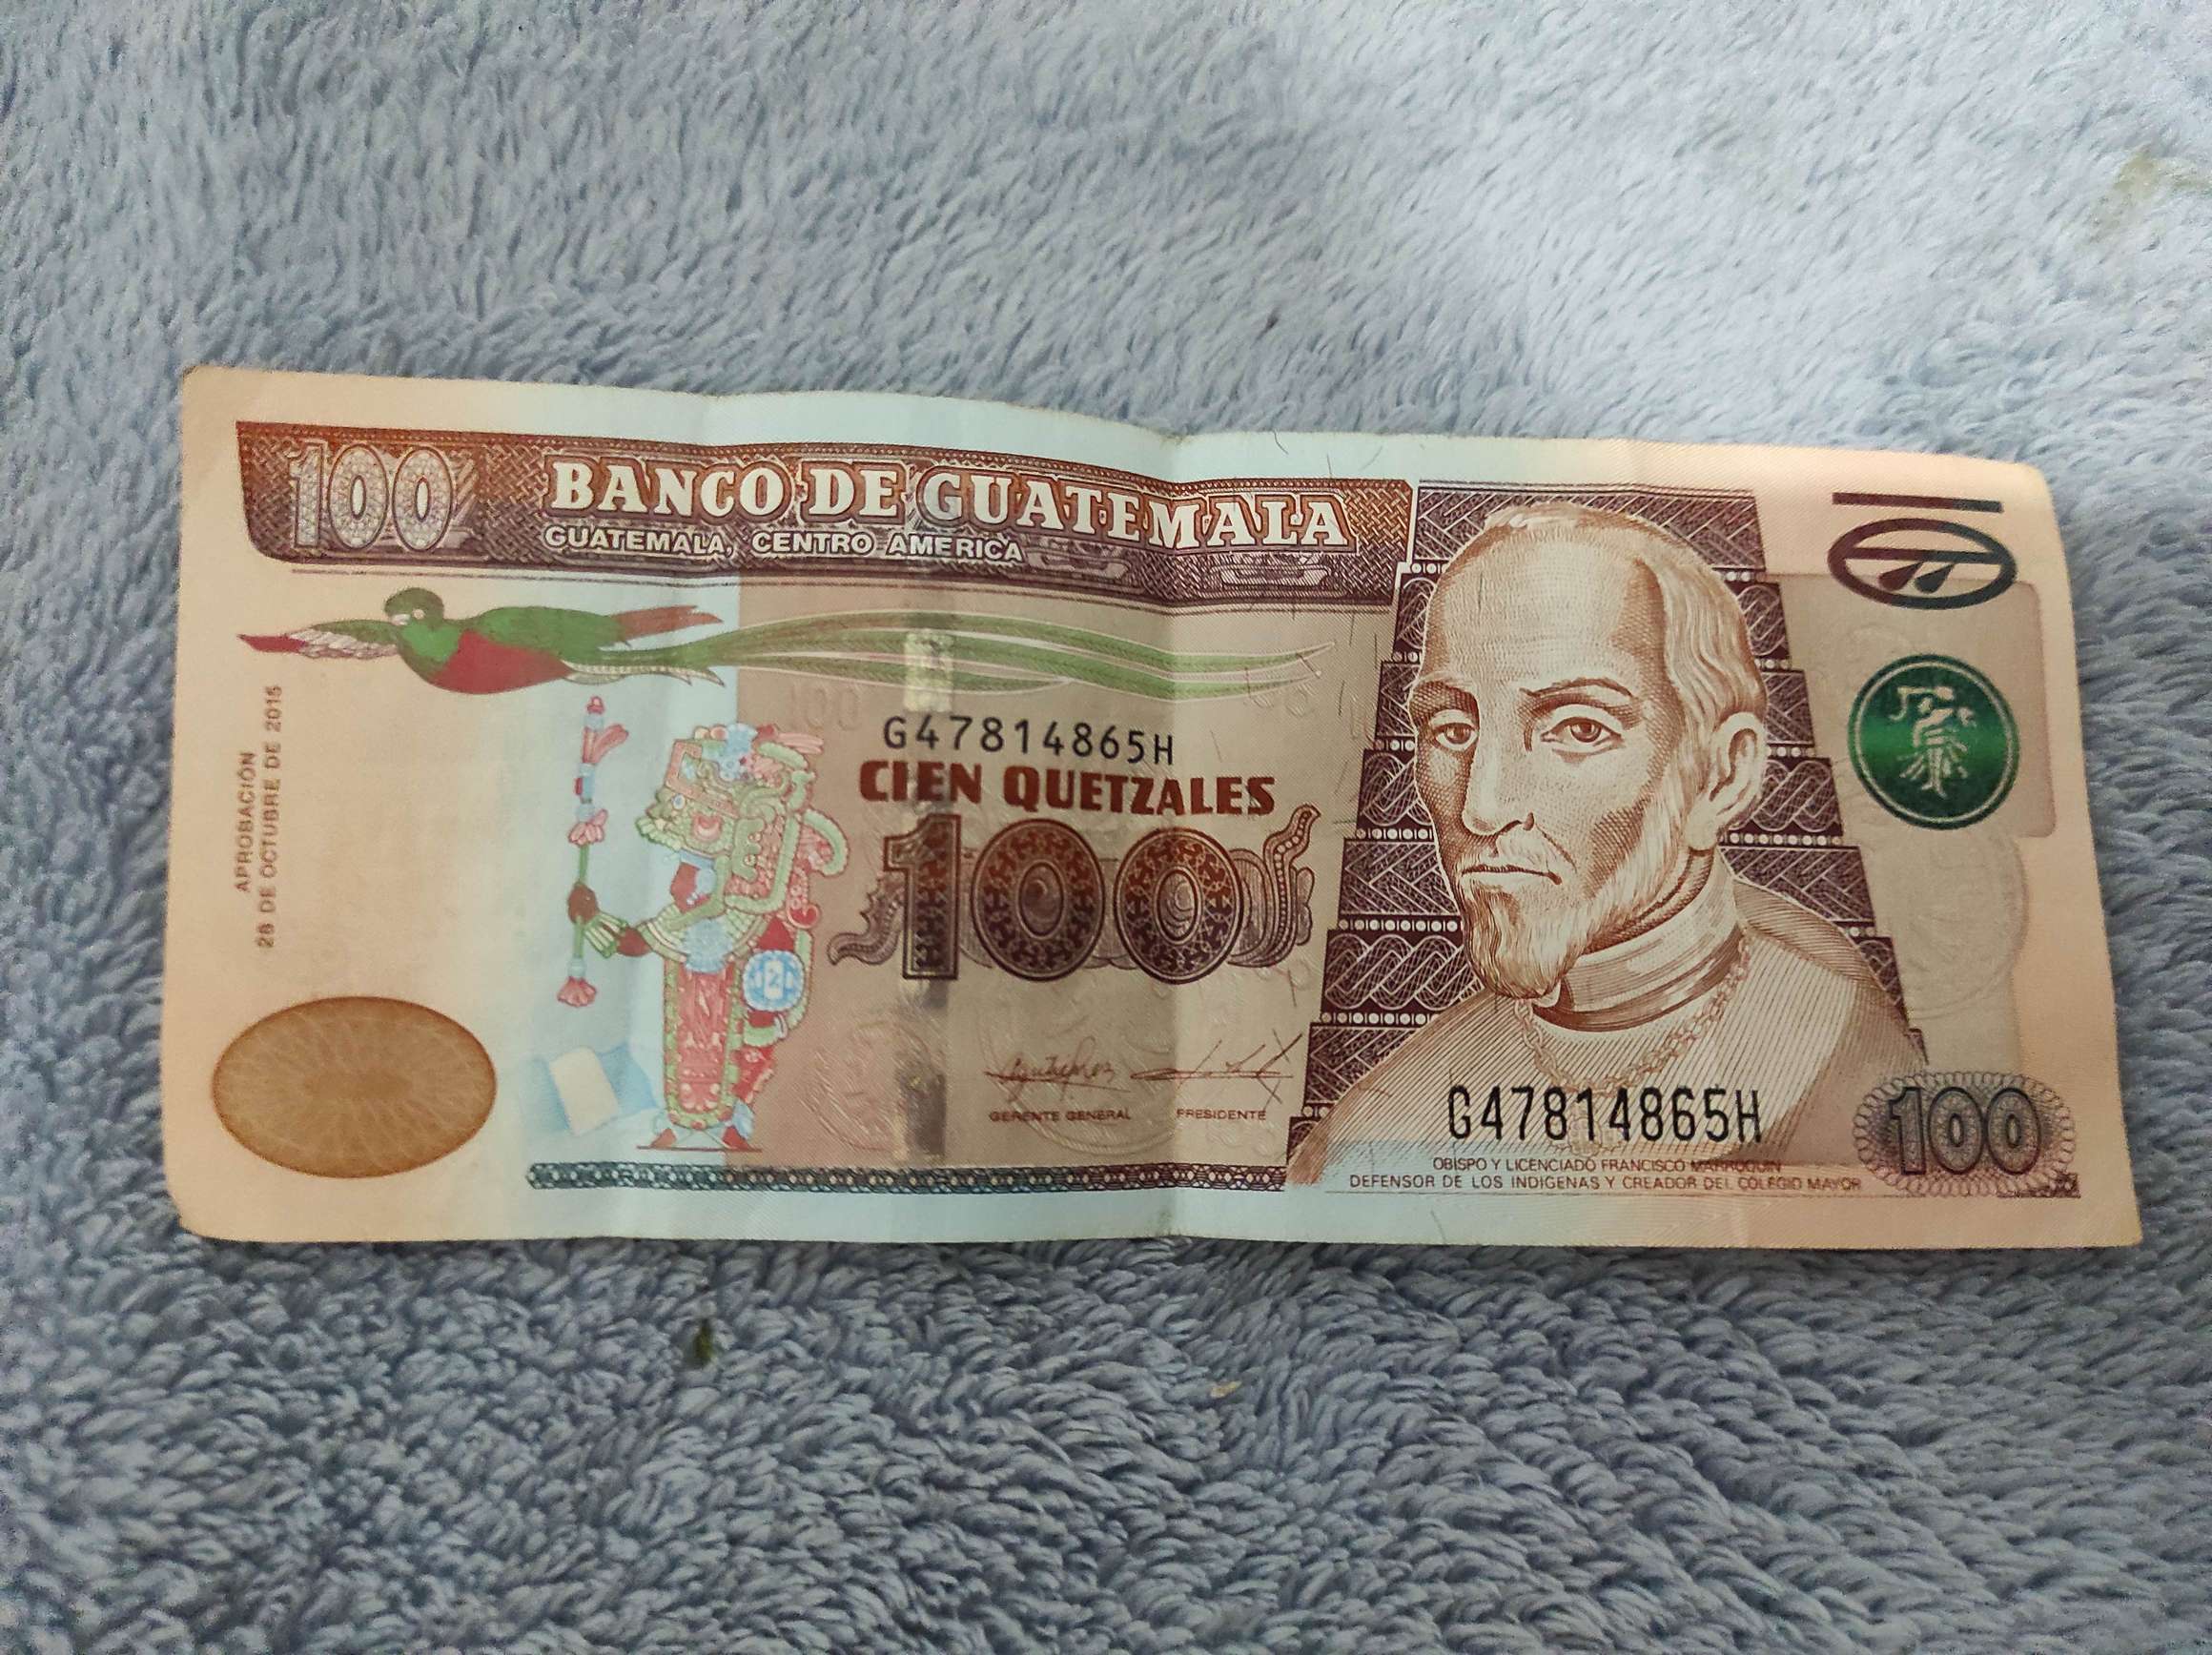 100
BANCO DE GUATEMALA
GUATEMALA, CENTRO AMERICA
APROBACIÓN
28 DE OCTUBRE DE 2015
G47814865H
CIEN QUETZALES
100
GERENTE GENERAL
PRESIDENTE
G47814865H
OBISPO Y LICENCIADO FRANCISCO MARROQUIN
DEFENSOR DE LOS INDIGENAS Y CREADOR DEL COLEGIO MAYOR
100